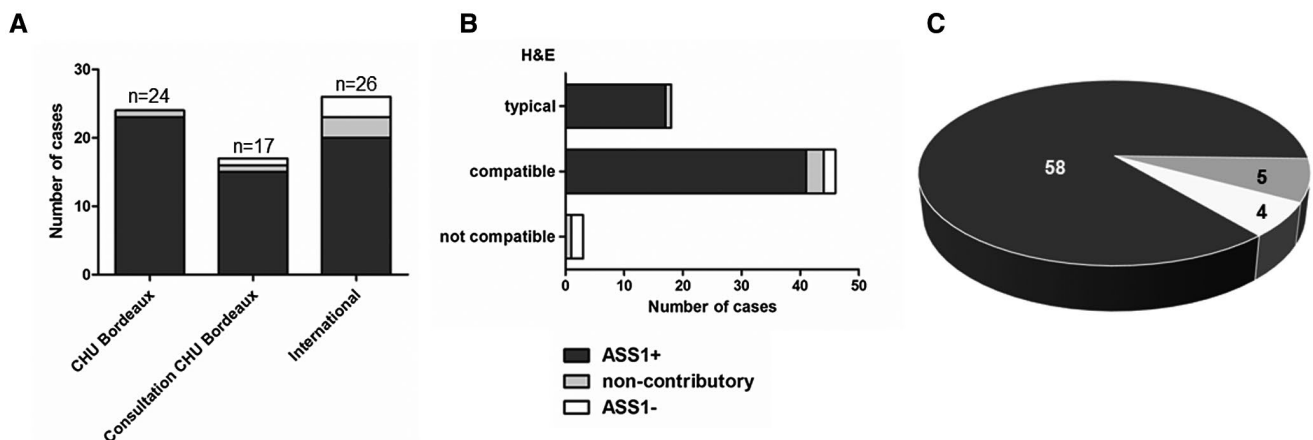 A
Number of cases
30
20
10
0
n=24
n=17
n=26
CHU Bordeaux
Consultation CHU Bordeaux
International
B
H&E
typical
compatible
not compatible
0 10 20 30 40 50
Number of cases
ASS1+
non-contributory
ASS1-
C
58
5
4